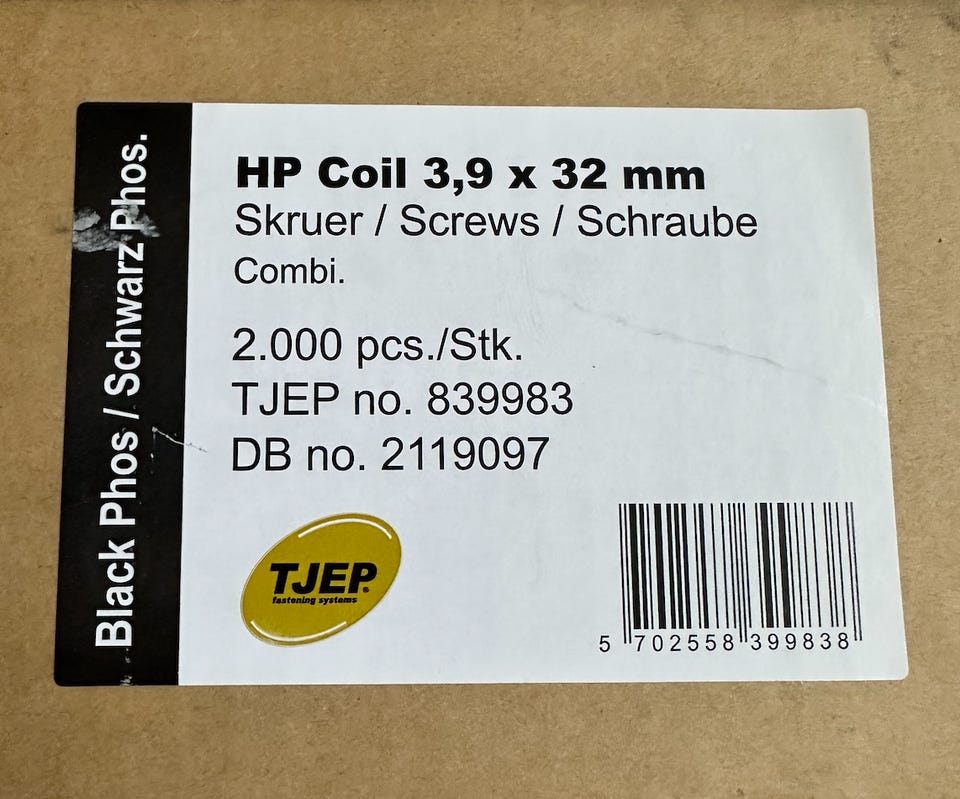 Black Phos / Schwarz Phos.
HP Coil 3,9 x 32 mm
Skruer / Screws / Schraube
Combi.
2.000 pcs./Stk.
TJEP no. 839983
DB no. 2119097
TJEP®
fastening systems
5 702558 399838